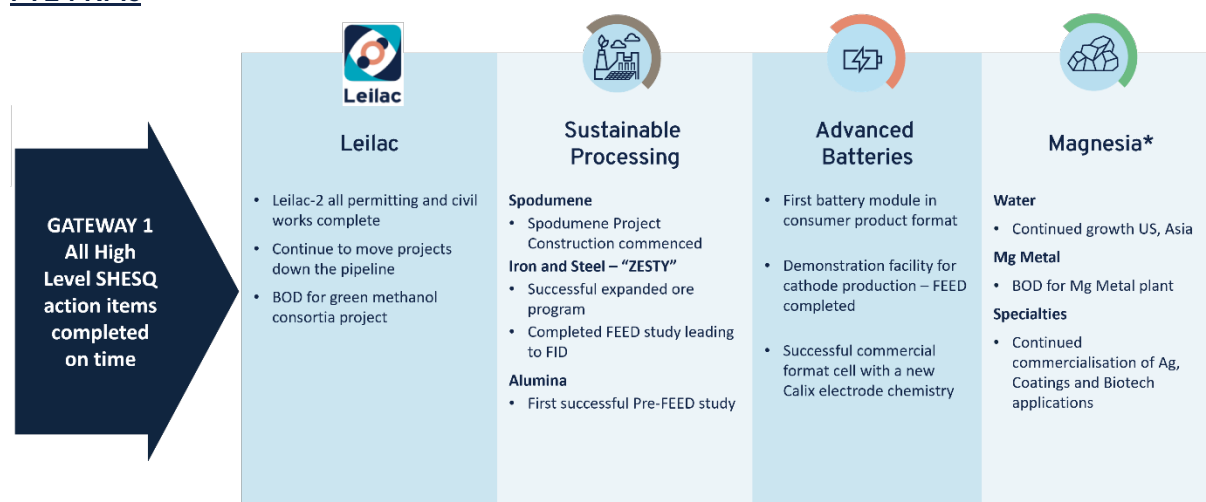 Leilac
GATEWAY 1
All High
Level SHESQ
action items
completed
on time
Leilac
• Leilac-2 all permitting and civil
works complete
• Continue to move projects
down the pipeline
• BOD for green methanol
consortia project
Sustainable
Processing
Spodumene
• Spodumene Project
Construction commenced
Iron and Steel – “ZESTY”
• Successful expanded ore
program
• Completed FEED study leading
to FID
Alumina
• First successful Pre-FEED study
Advanced
Batteries
• First battery module in
consumer product format
• Demonstration facility for
cathode production – FEED
completed
• Successful commercial
format cell with a new
Calix electrode chemistry
Magnesia*
Water
• Continued growth US, Asia
Mg Metal
• BOD for Mg Metal plant
Specialties
• Continued
commercialisation of Ag,
Coatings and Biotech
applications